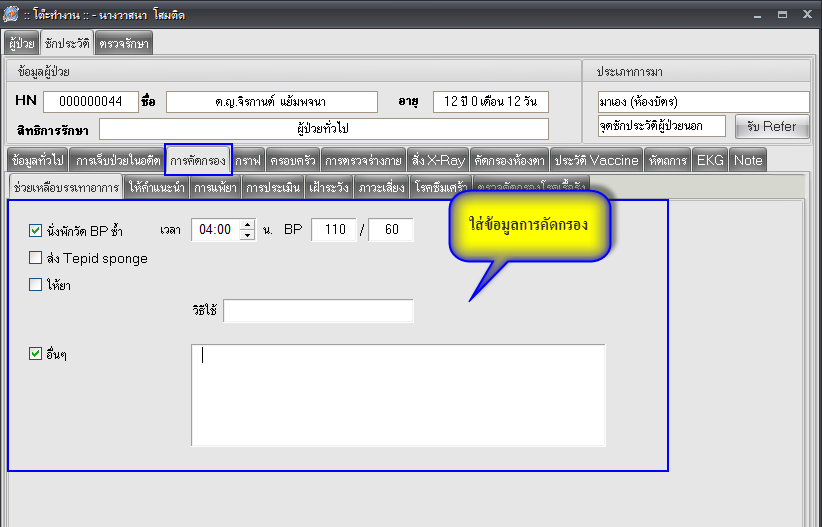 :: โต๊ะทำงาน :: - นางวาสนา โสมติด
ผู้ป่วย ซักประวัติ ตรวจรักษา
ข้อมูลผู้ป่วย ประเภทการมา
HN 000000044 ชื่อ ด.ญ.จิรกานต์ แย้มพจนา อายุ 12 ปี 0 เดือน 12 วัน มาเอง (ห้องบัตร)
สิทธิการรักษา ผู้ป่วยทั่วไป จุดซักประวัติผู้ป่วยนอก รับ Refer
ข้อมูลทั่วไป การเจ็บป่วยในอดีต การคัดกรอง กราฟ ครอบครัว การตรวจร่างกาย สั่ง X-Ray คัดกรองห้องตา ประวัติ Vaccine หัตถการ EKG Note
ช่วยเหลือบรรเทาอาการ ให้คำแนะนำ การแพ้ยา การประเมิน เฝ้าระวัง ภาวะเสี่ยง โรคซึมเศร้า ตรวจคัดกรองโรคเรื้อรัง
นั่งพักวัด BP ซ้ำ เวลา 04:00 น. BP 110 / 60
ใส่ข้อมูลการคัดกรอง
ส่ง Tepid sponge
ให้ยา
วิธีใช้
อื่นๆ